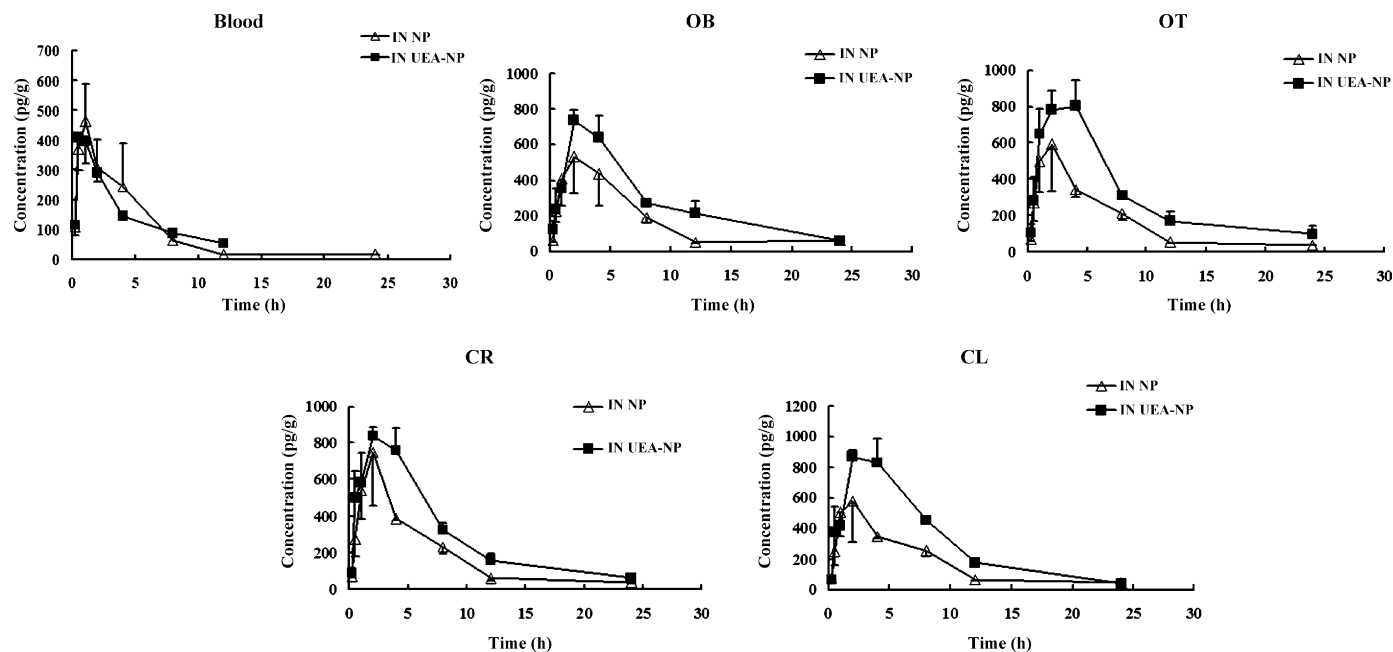 Blood
IN NP
IN UEA-NP
Concentration (pg/g)
700
600
500
400
300
200
100
0
0 5 10 15 20 25 30
Time (h)
OB
IN NP
IN UEA-NP
Concentration (pg/g)
1000
800
600
400
200
0
0 5 10 15 20 25 30
Time (h)
OT
IN NP
IN UEA-NP
Concentration (pg/g)
1000
800
600
400
200
0
0 5 10 15 20 25 30
Time (h)
CR
IN NP
IN UEA-NP
Concentration (pg/g)
1000
800
600
400
200
0
0 5 10 15 20 25 30
Time (h)
CL
IN NP
IN UEA-NP
Concentration (pg/g)
1200
1000
800
600
400
200
0
0 5 10 15 20 25 30
Time (h)